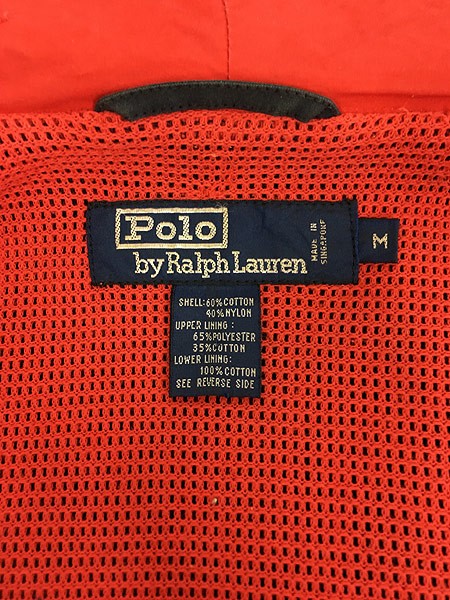 Polo
by Ralph Lauren
MADE IN
SINGAPORE
M
SHELL:60%COTTON
40%NYLON
UPPER LINING:
65%POLYESTER
35%COTTON
LOWER LINING:
100%COTTON
SEE REVERSE SIDE